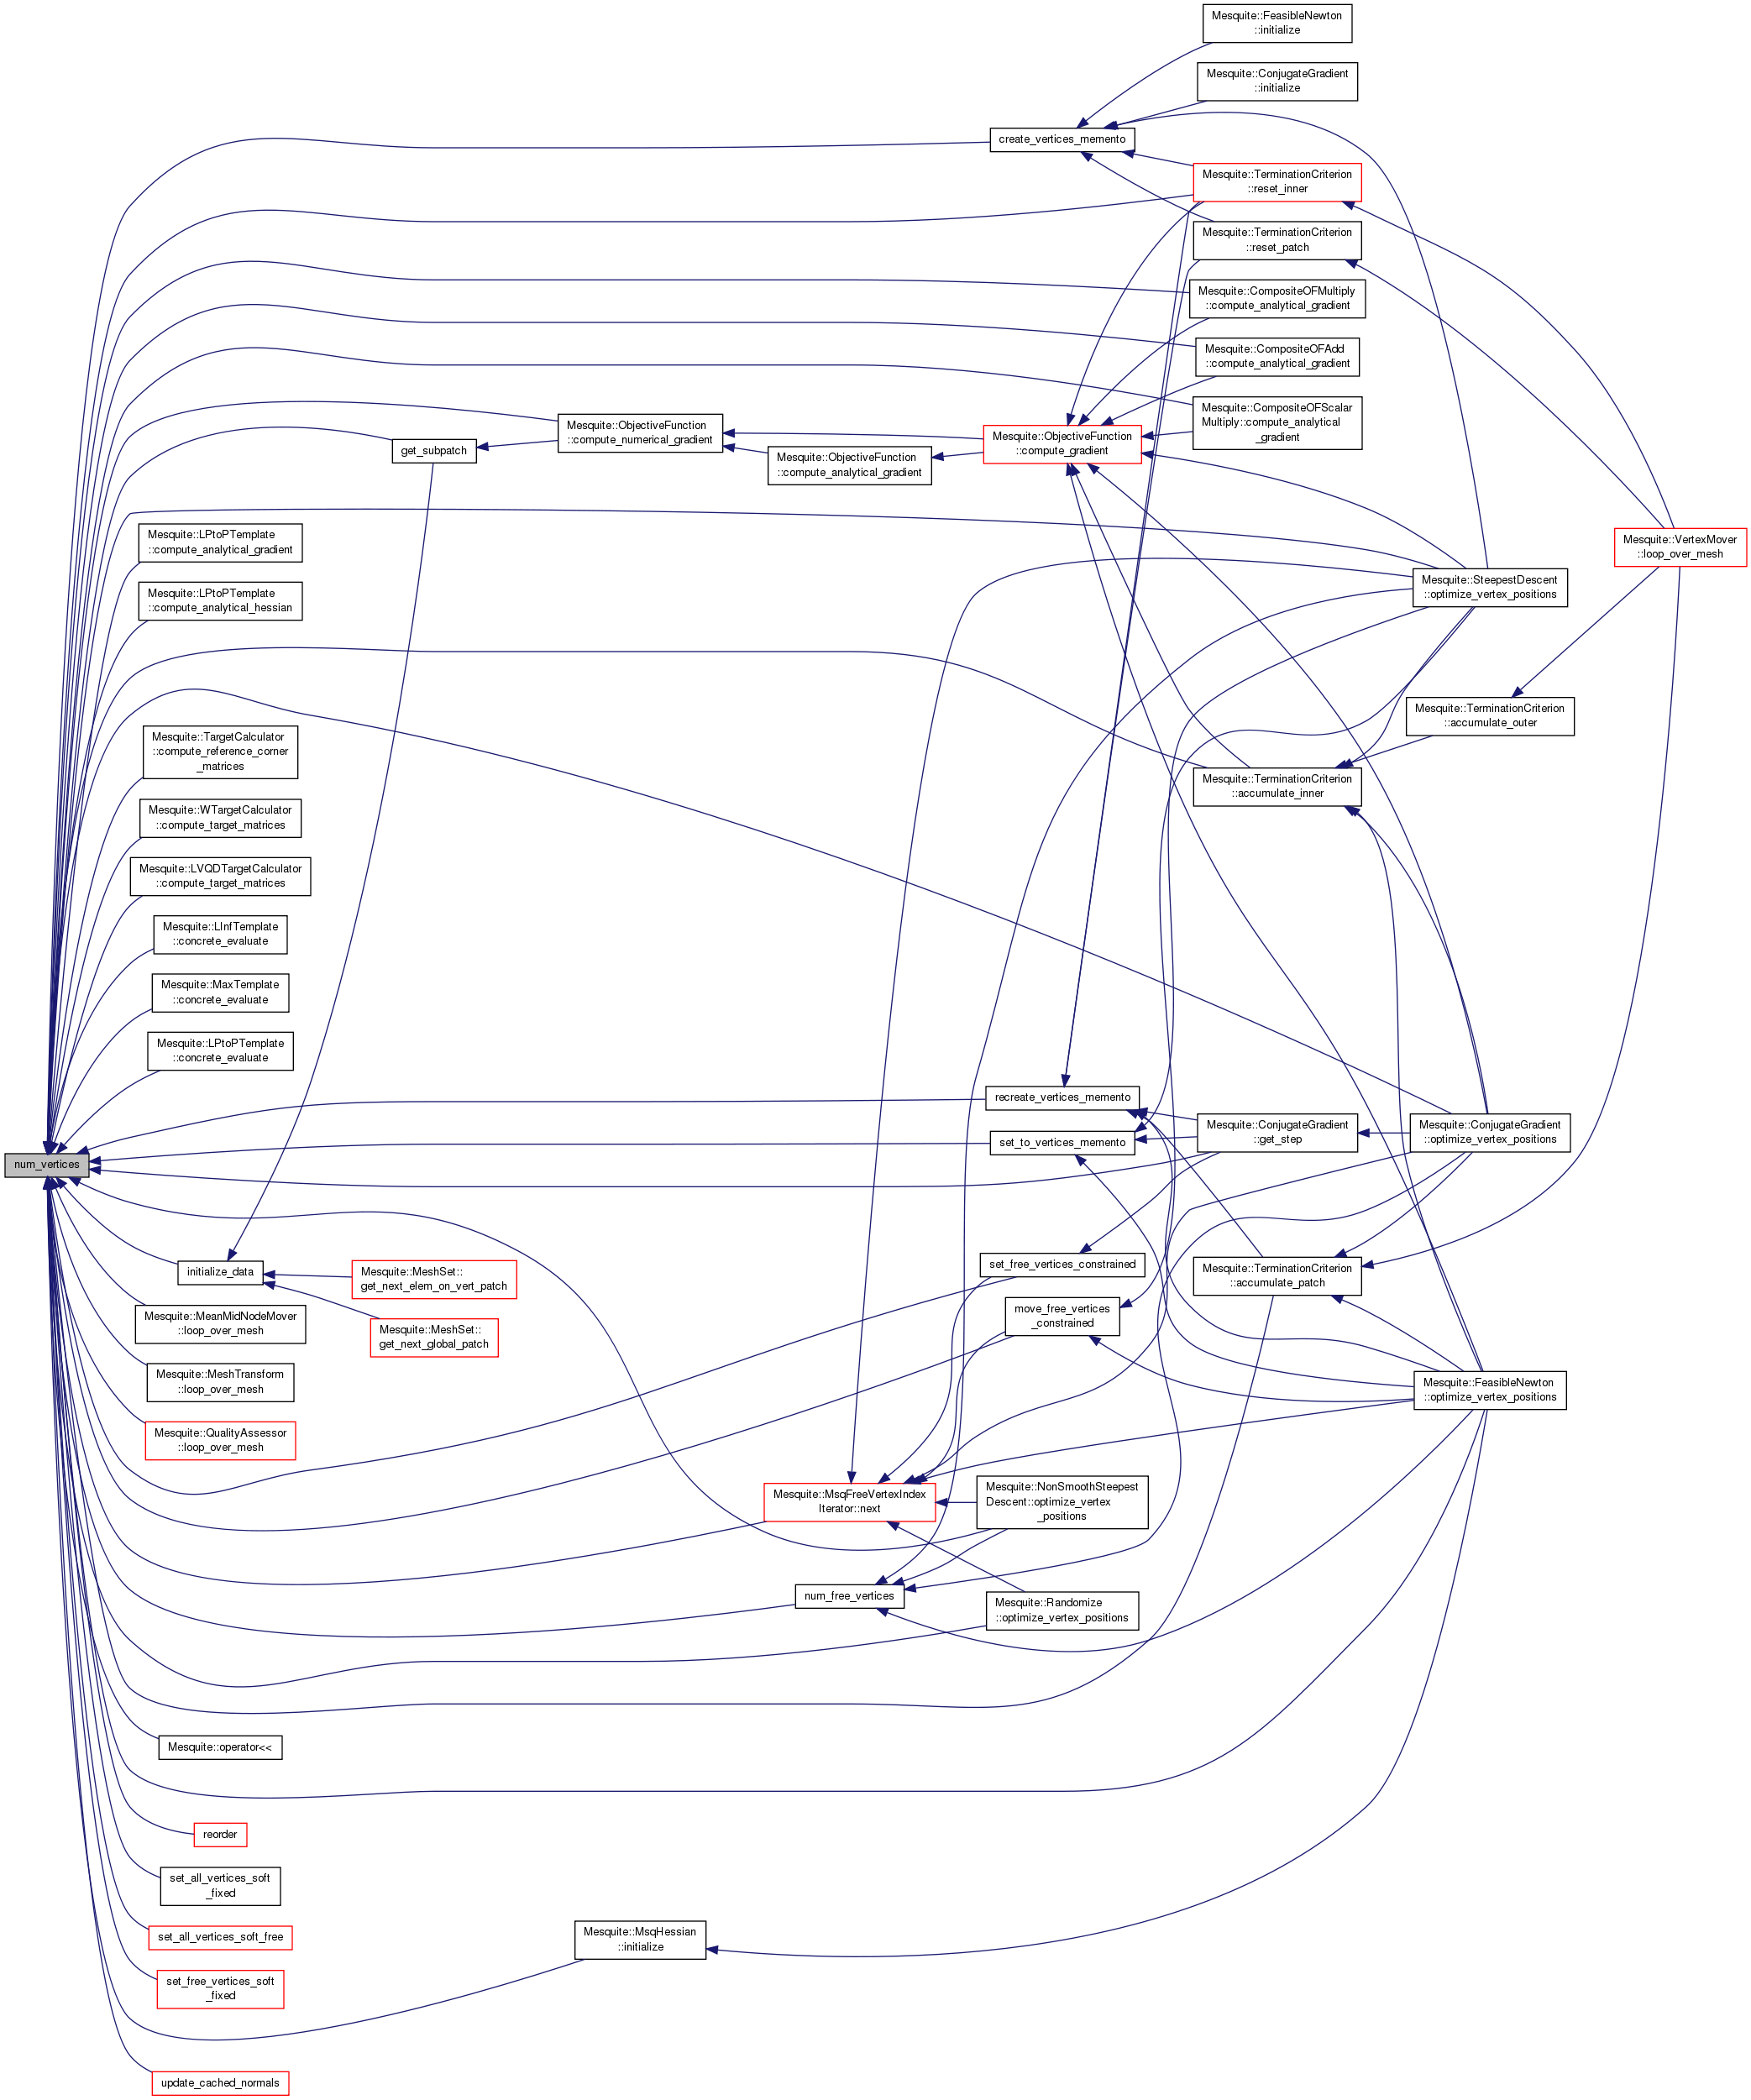 Mesquite::FeasibleNewton
::initialize
Mesquite::ConjugateGradient
::initialize
create_vertices_memento
Mesquite::TerminationCriterion
::reset_inner
Mesquite::TerminationCriterion
::reset_patch
Mesquite::CompositeOFMultiply
::compute_analytical_gradient
Mesquite::CompositeOFAdd
::compute_analytical_gradient
Mesquite::CompositeOFScalar
Multiply::compute_analytical
_gradient
Mesquite::ObjectiveFunction
::compute_numerical_gradient
Mesquite::ObjectiveFunction
::compute_gradient
get_subpatch
Mesquite::ObjectiveFunction
::compute_analytical_gradient
Mesquite::LPtoPTemplate
::compute_analytical_gradient
Mesquite::VertexMover
::loop_over_mesh
Mesquite::SteepestDescent
::optimize_vertex_positions
Mesquite::LPtoPTemplate
::compute_analytical_hessian
Mesquite::TerminationCriterion
::accumulate_outer
Mesquite::TargetCalculator
::compute_reference_corner
_matrices
Mesquite::TerminationCriterion
::accumulate_inner
Mesquite::WTargetCalculator
::compute_target_matrices
Mesquite::LVQDTargetCalculator
::compute_target_matrices
Mesquite::LInfTemplate
::concrete_evaluate
Mesquite::MaxTemplate
::concrete_evaluate
Mesquite::LPtoPTemplate
::concrete_evaluate
recreate_vertices_memento
Mesquite::ConjugateGradient
::get_step
Mesquite::ConjugateGradient
::optimize_vertex_positions
set_to_vertices_memento
num_vertices
initialize_data
Mesquite::MeshSet::
get_next_elem_on_vert_patch
set_free_vertices_constrained
Mesquite::TerminationCriterion
::accumulate_patch
Mesquite::MeanMidNodeMover
::loop_over_mesh
Mesquite::MeshSet::
get_next_global_patch
move_free_vertices
_constrained
Mesquite::MeshTransform
::loop_over_mesh
Mesquite::FeasibleNewton
::optimize_vertex_positions
Mesquite::QualityAssessor
::loop_over_mesh
Mesquite::MsqFreeVertexIndex
Iterator::next
Mesquite::NonSmoothSteepest
Descent::optimize_vertex
_positions
num_free_vertices
Mesquite::Randomize
::optimize_vertex_positions
Mesquite::operator<<
reorder
set_all_vertices_soft
_fixed
set_all_vertices_soft_free
Mesquite::MsqHessian
::initialize
set_free_vertices_soft
_fixed
update_cached_normals